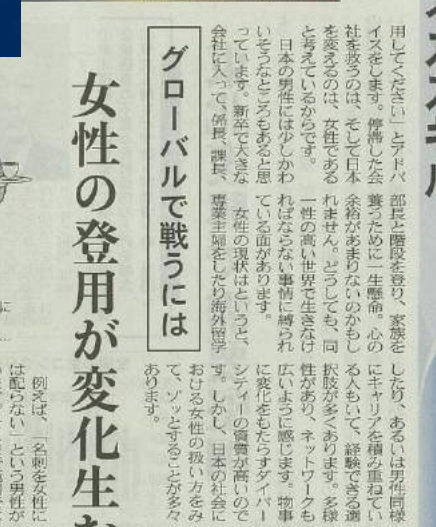 用してください」とアドバ
イスをします。停滞した会
社を救うのは、そして日本
を変えるのは、女性である
と考えているからです。
日本の男性には少しかわ
いそうなところもあると思
っています。新卒で大きな
会社に入って、係長、課長、
部長と階段を登り、家族を
養うために一生懸命。心の
余裕があまりないのかもし
れません。どうしても、同
一性の高い世界で生きなけ
ればならない事情に縛られ
ている面があります。
女性の現状はというと、
専業主婦をしたり海外留学
したり、あるいは男性同様
にキャリアを積み重ねてい
る人もいて、経験できる選
択肢が多くあります。多様
性があり、ネットワークも
広いように感じます。物事
に変化をもたらすダイバー
シティーの資質が高いので
す。しかし、日本の社会に
おける女性の扱い方をみ
て、ゾッとすることが多々
あります。
グローバルで戦うには
女性の登用が変化生
例えば、「名刺を女性に
は配らない」という男性が